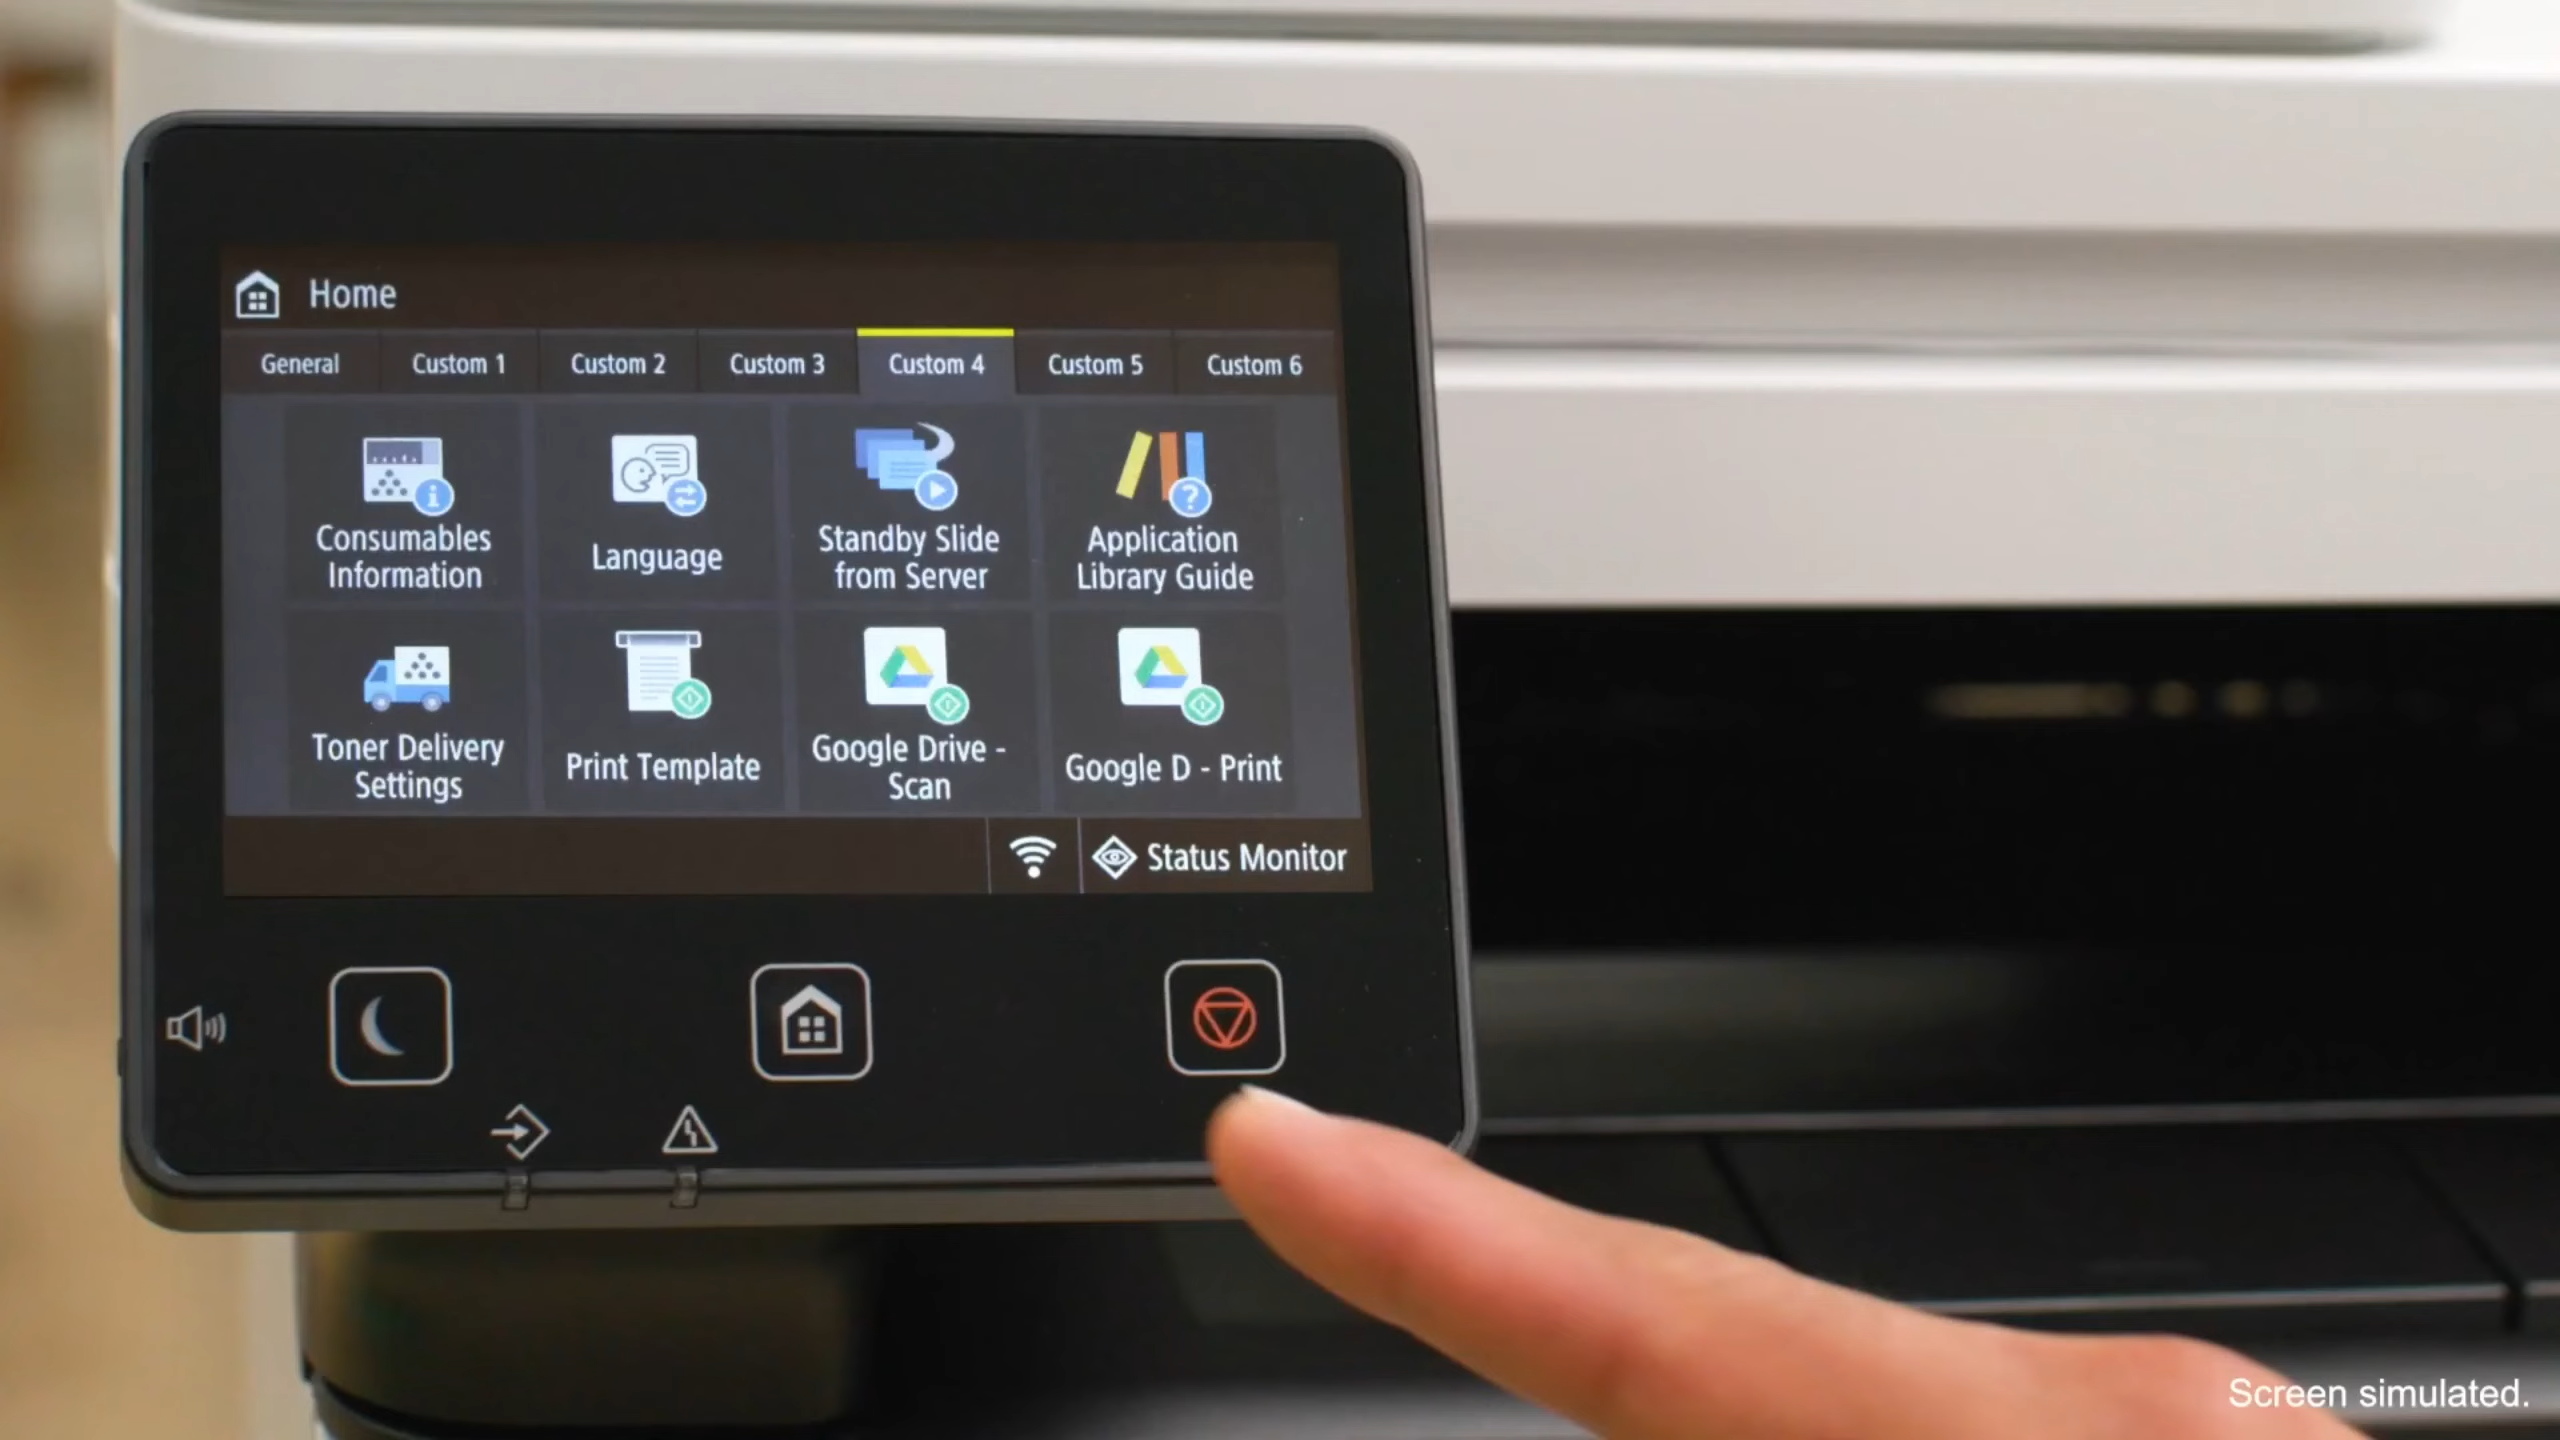 Home
General Custom 1 Custom 2 Custom 3 Custom 4 Custom 5 Custom 6
Consumables
Information
Language
Standby Slide
from Server
Application
Library Guide
Toner Delivery
Settings
Print Template
Google Drive -
Scan
Google D - Print
Status Monitor
Screen simulated.